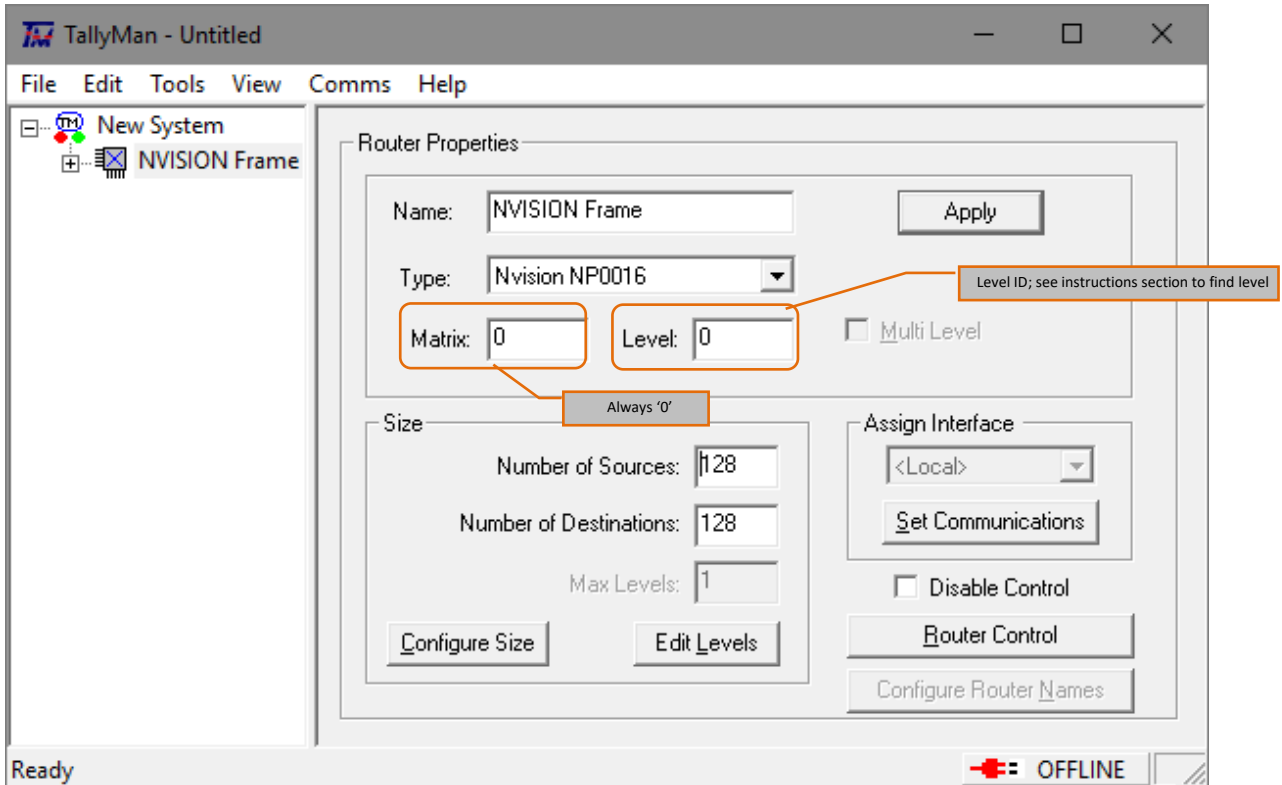 TallyMan - Untitled
File Edit Tools View Comms Help
New System
NVISION Frame
Router Properties
Name: NVISION Frame
Apply
Type: Nvision NP0016
Level ID; see instructions section to find level
Matrix: 0
Level: 0
Multi Level
Always ‘0’
Size
Number of Sources: 128
Number of Destinations: 128
Max Levels: 1
Configure Size
Edit Levels
Assign Interface
<Local>
Set Communications
Disable Control
Router Control
Configure Router Names
Ready
OFFLINE